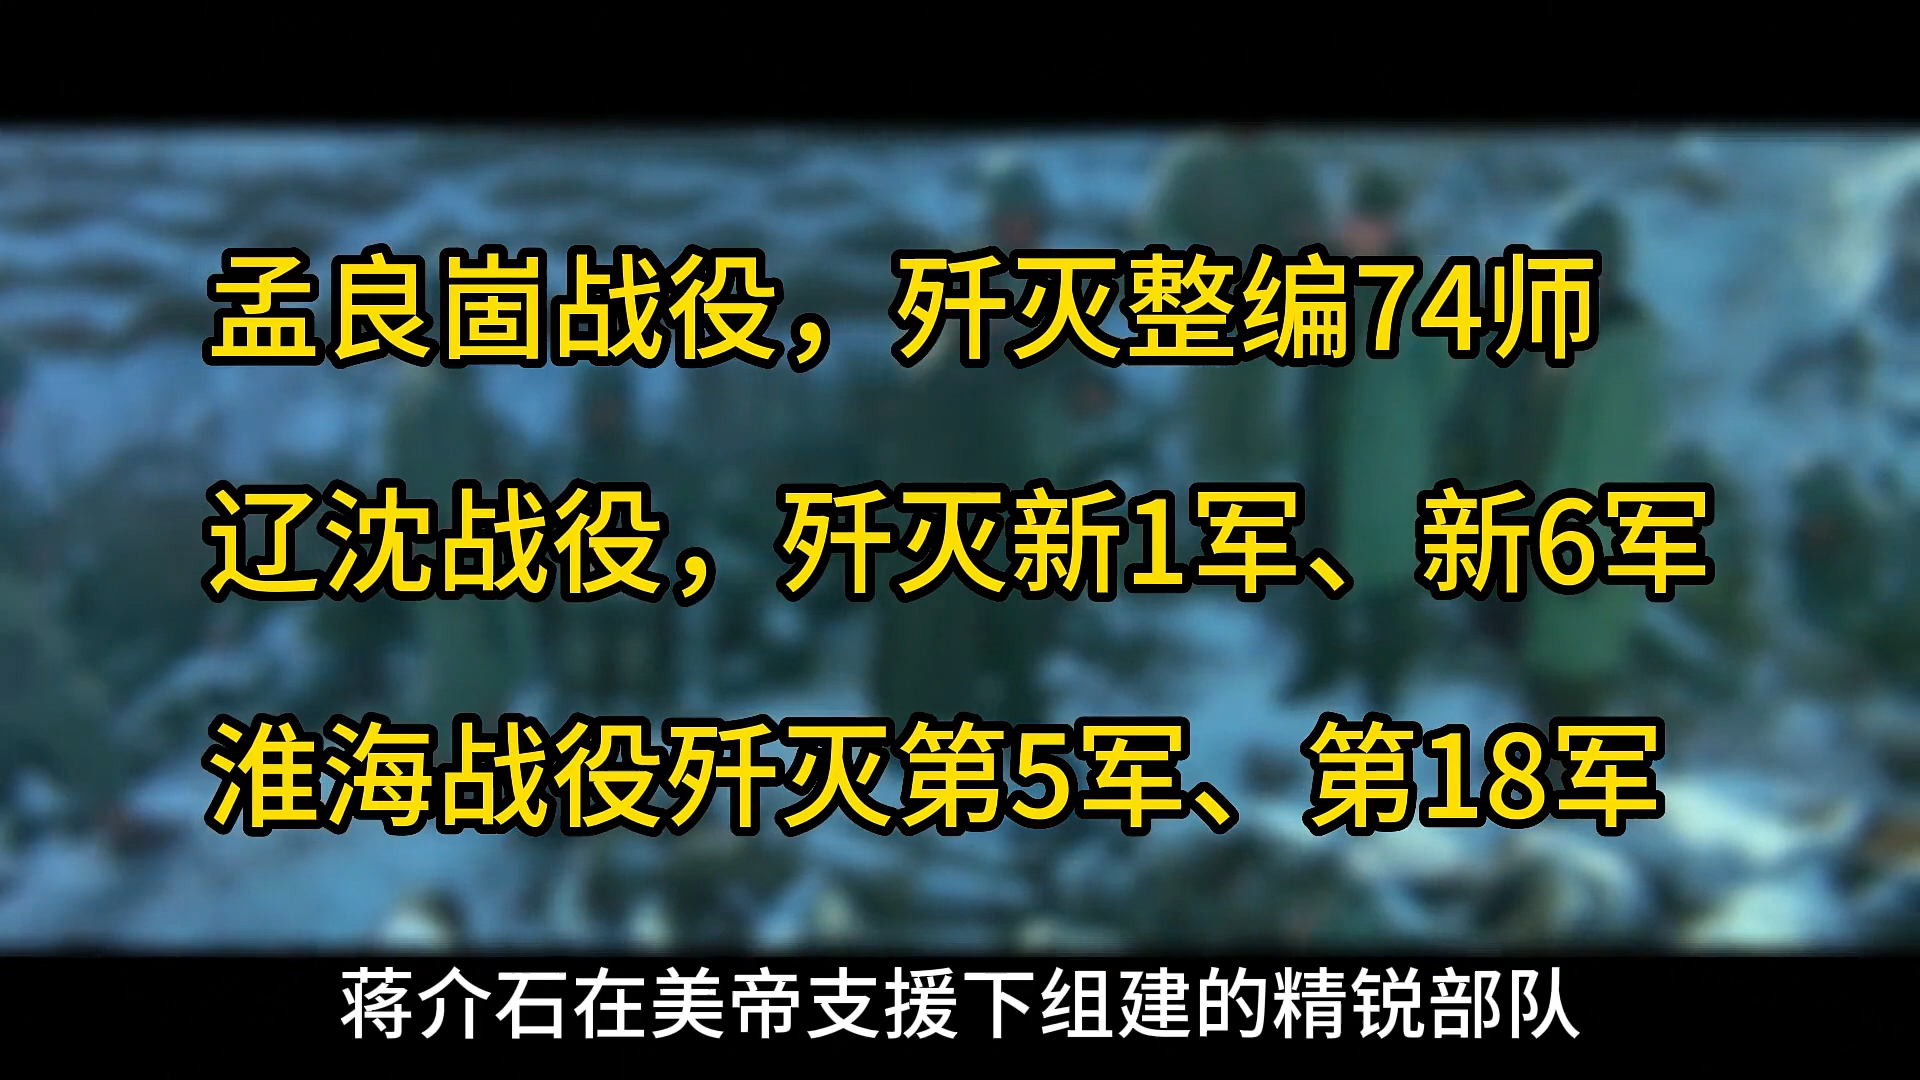 孟良崮战役，歼灭整编74师
辽沈战役，歼灭新1军、新6军
淮海战役歼灭第5军、第18军
蒋介石在美帝支援下组建的精锐部队